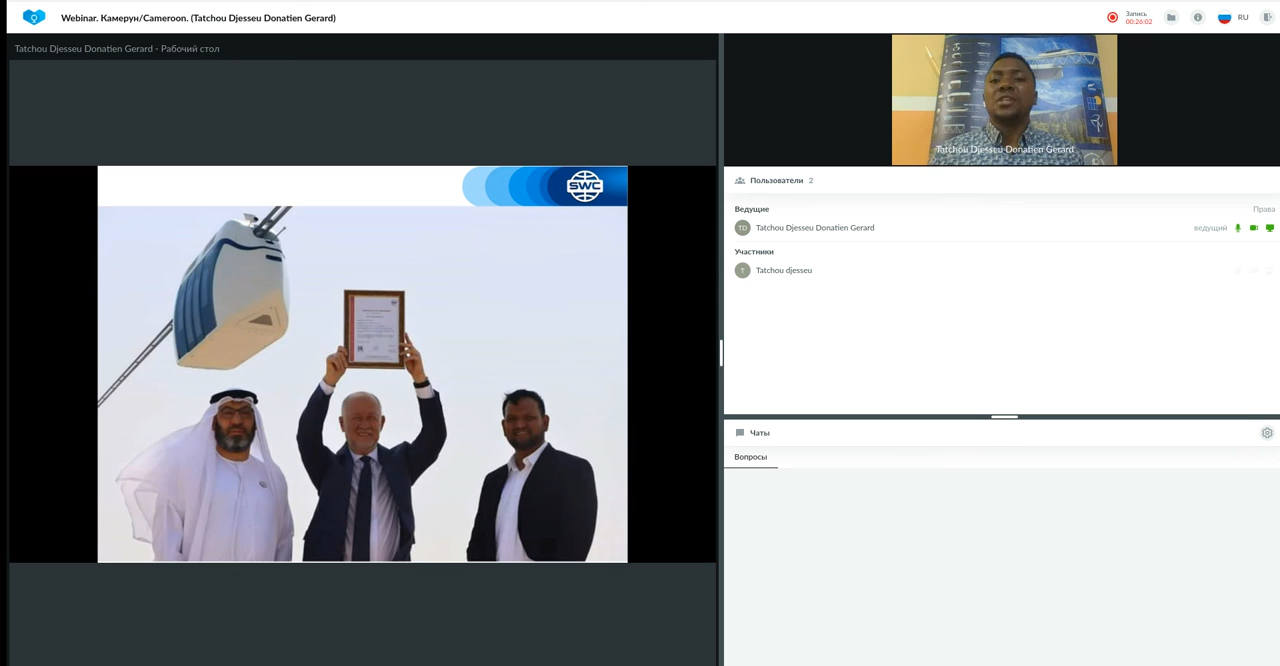 Webinar. Камерун/Cameroon. (Tatchou Djesseu Donatien Gerard)
Запись
00:26:02
RU
Tatchou Djesseu Donatien Gerard - Рабочий стол
SWC
Tatchou Djesseu Donatien Gerard
Пользователи 2
Ведущие
Права
TD
Tatchou Djesseu Donatien Gerard
ведущий
Участники
T
Tatchou djesseu
Чаты
Вопросы